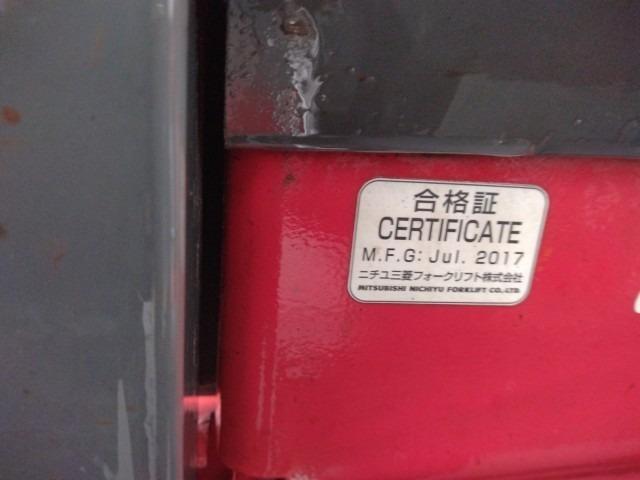 合格証
CERTIFICATE
M.F.G: Jul. 2017
ニチユ三菱フォークリフト株式会社
MITSUBISHI NICHIYU FORKLIFT CO.,LTD.